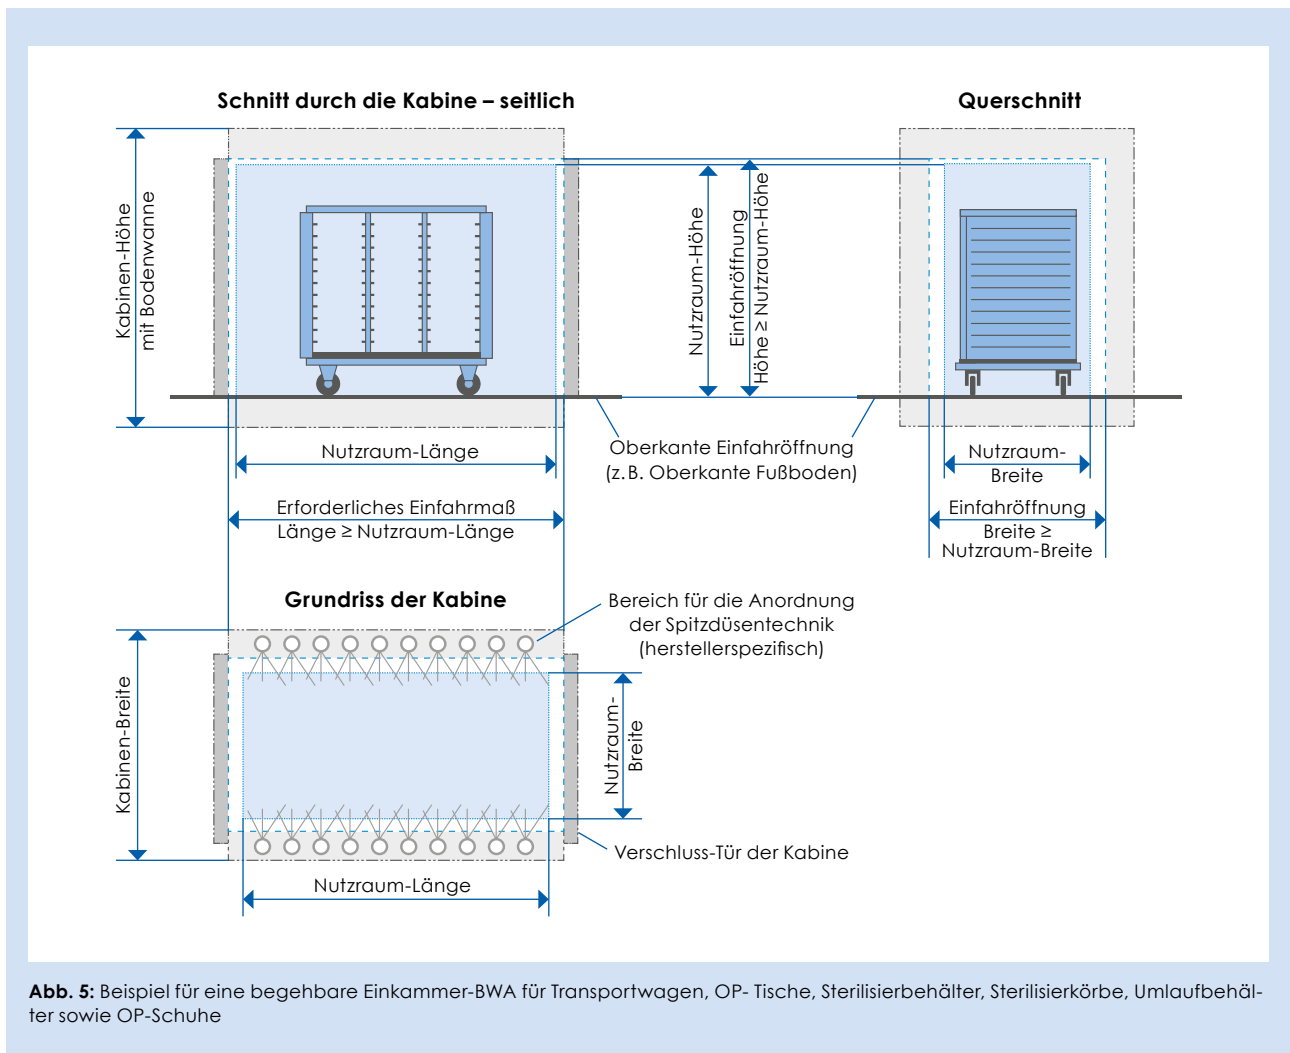 Schnitt durch die Kabine – seitlich
Querschnitt
Kabinen-Höhe
mit Bodenwanne
Nutzraum-Höhe
Einfahröffnung
Höhe ≥ Nutzraum-Höhe
Oberkante Einfahröffnung
(z.B. Oberkante Fußboden)
Nutzraum-Länge
Nutzraum-
Breite
Erforderliches Einfahrmaß
Länge ≥ Nutzraum-Länge
Einfahröffnung
Breite ≥
Nutzraum-Breite
Grundriss der Kabine
Bereich für die Anordnung
der Spitzdüsentechnik
(herstellerspezifisch)
Kabinen-Breite
Nutzraum-
Breite
Verschluss-Tür der Kabine
Nutzraum-Länge
Abb. 5: Beispiel für eine begehbare Einkammer-BWA für Transportwagen, OP- Tische, Sterilisierbehälter, Sterilisierkörbe, Umlaufbehäl-
ter sowie OP-Schuhe